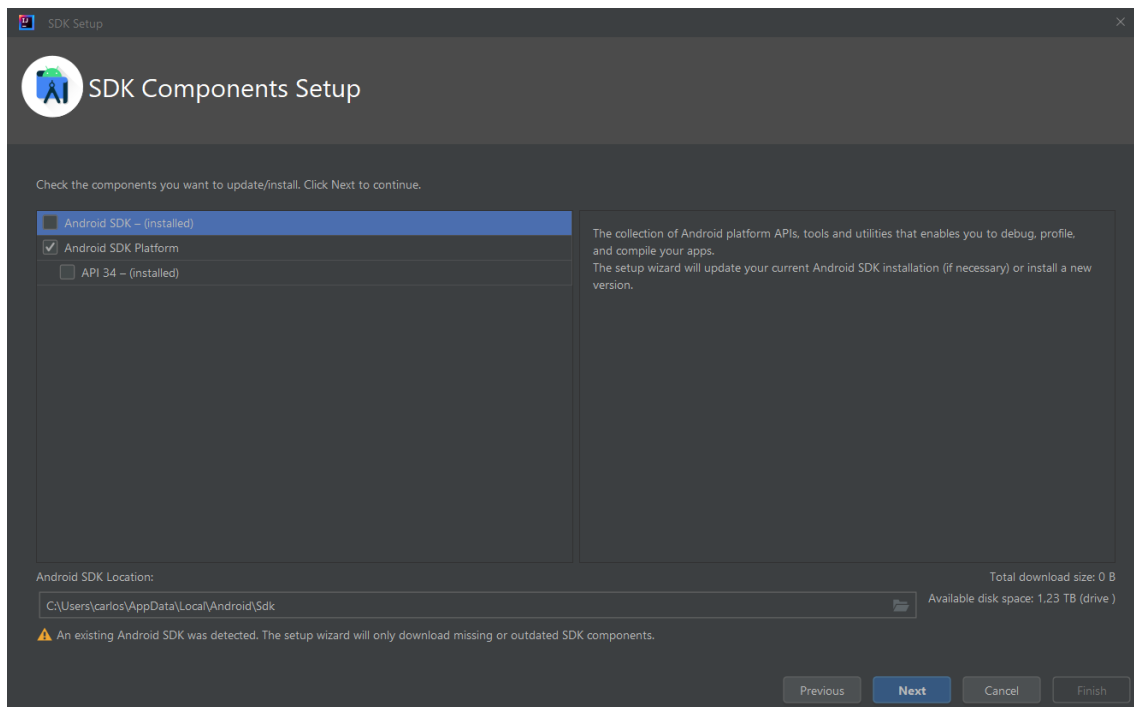 SDK Setup
SDK Components Setup
Check the components you want to update/install. Click Next to continue.
Android SDK – (installed)
Android SDK Platform
API 34 – (installed)
The collection of Android platform APIs, tools and utilities that enables you to debug, profile,
and compile your apps.
The setup wizard will update your current Android SDK installation (if necessary) or install a new
version.
Android SDK Location:
Total download size: 0 B
C:\Users\carlos\AppData\Local\Android\Sdk
Available disk space: 1.23 TB (drive )
An existing Android SDK was detected. The setup wizard will only download missing or outdated SDK components.
Previous
Next
Cancel
Finish